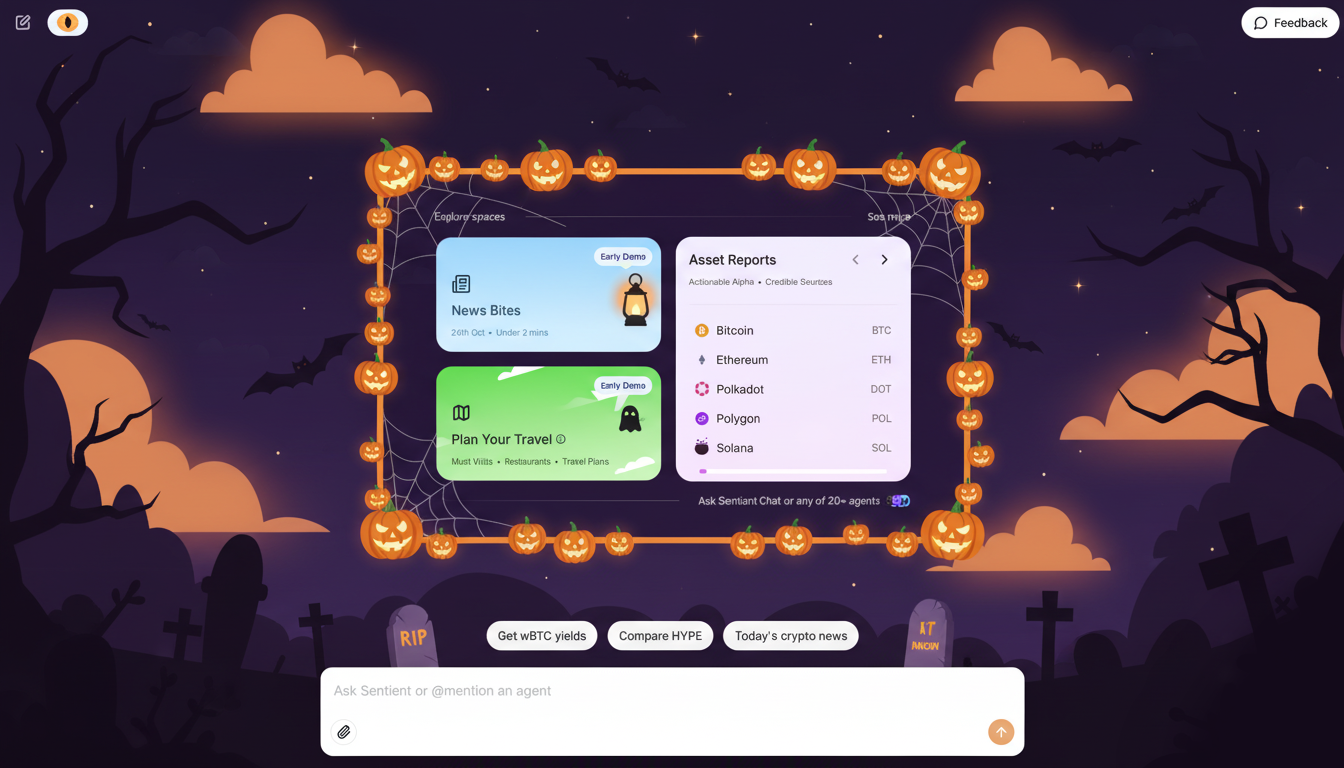 Feedback
Explore spaces
Early Demo
News Bites
26th Oct • Under 2 mins
Early Demo
Plan Your Travel
Must Visits • Restaurants • Travel Plans
Asset Reports
Actionable Alpha • Credible
Bitcoin BTC
Ethereum ETH
Polkadot DOT
Polygon POL
Solana SOL
Ask Sentiant Chat or any of 20+ agents
RIP
Get wBTC yields
Compare HYPE
Today's crypto news
Ask Sentient or @mention an agent